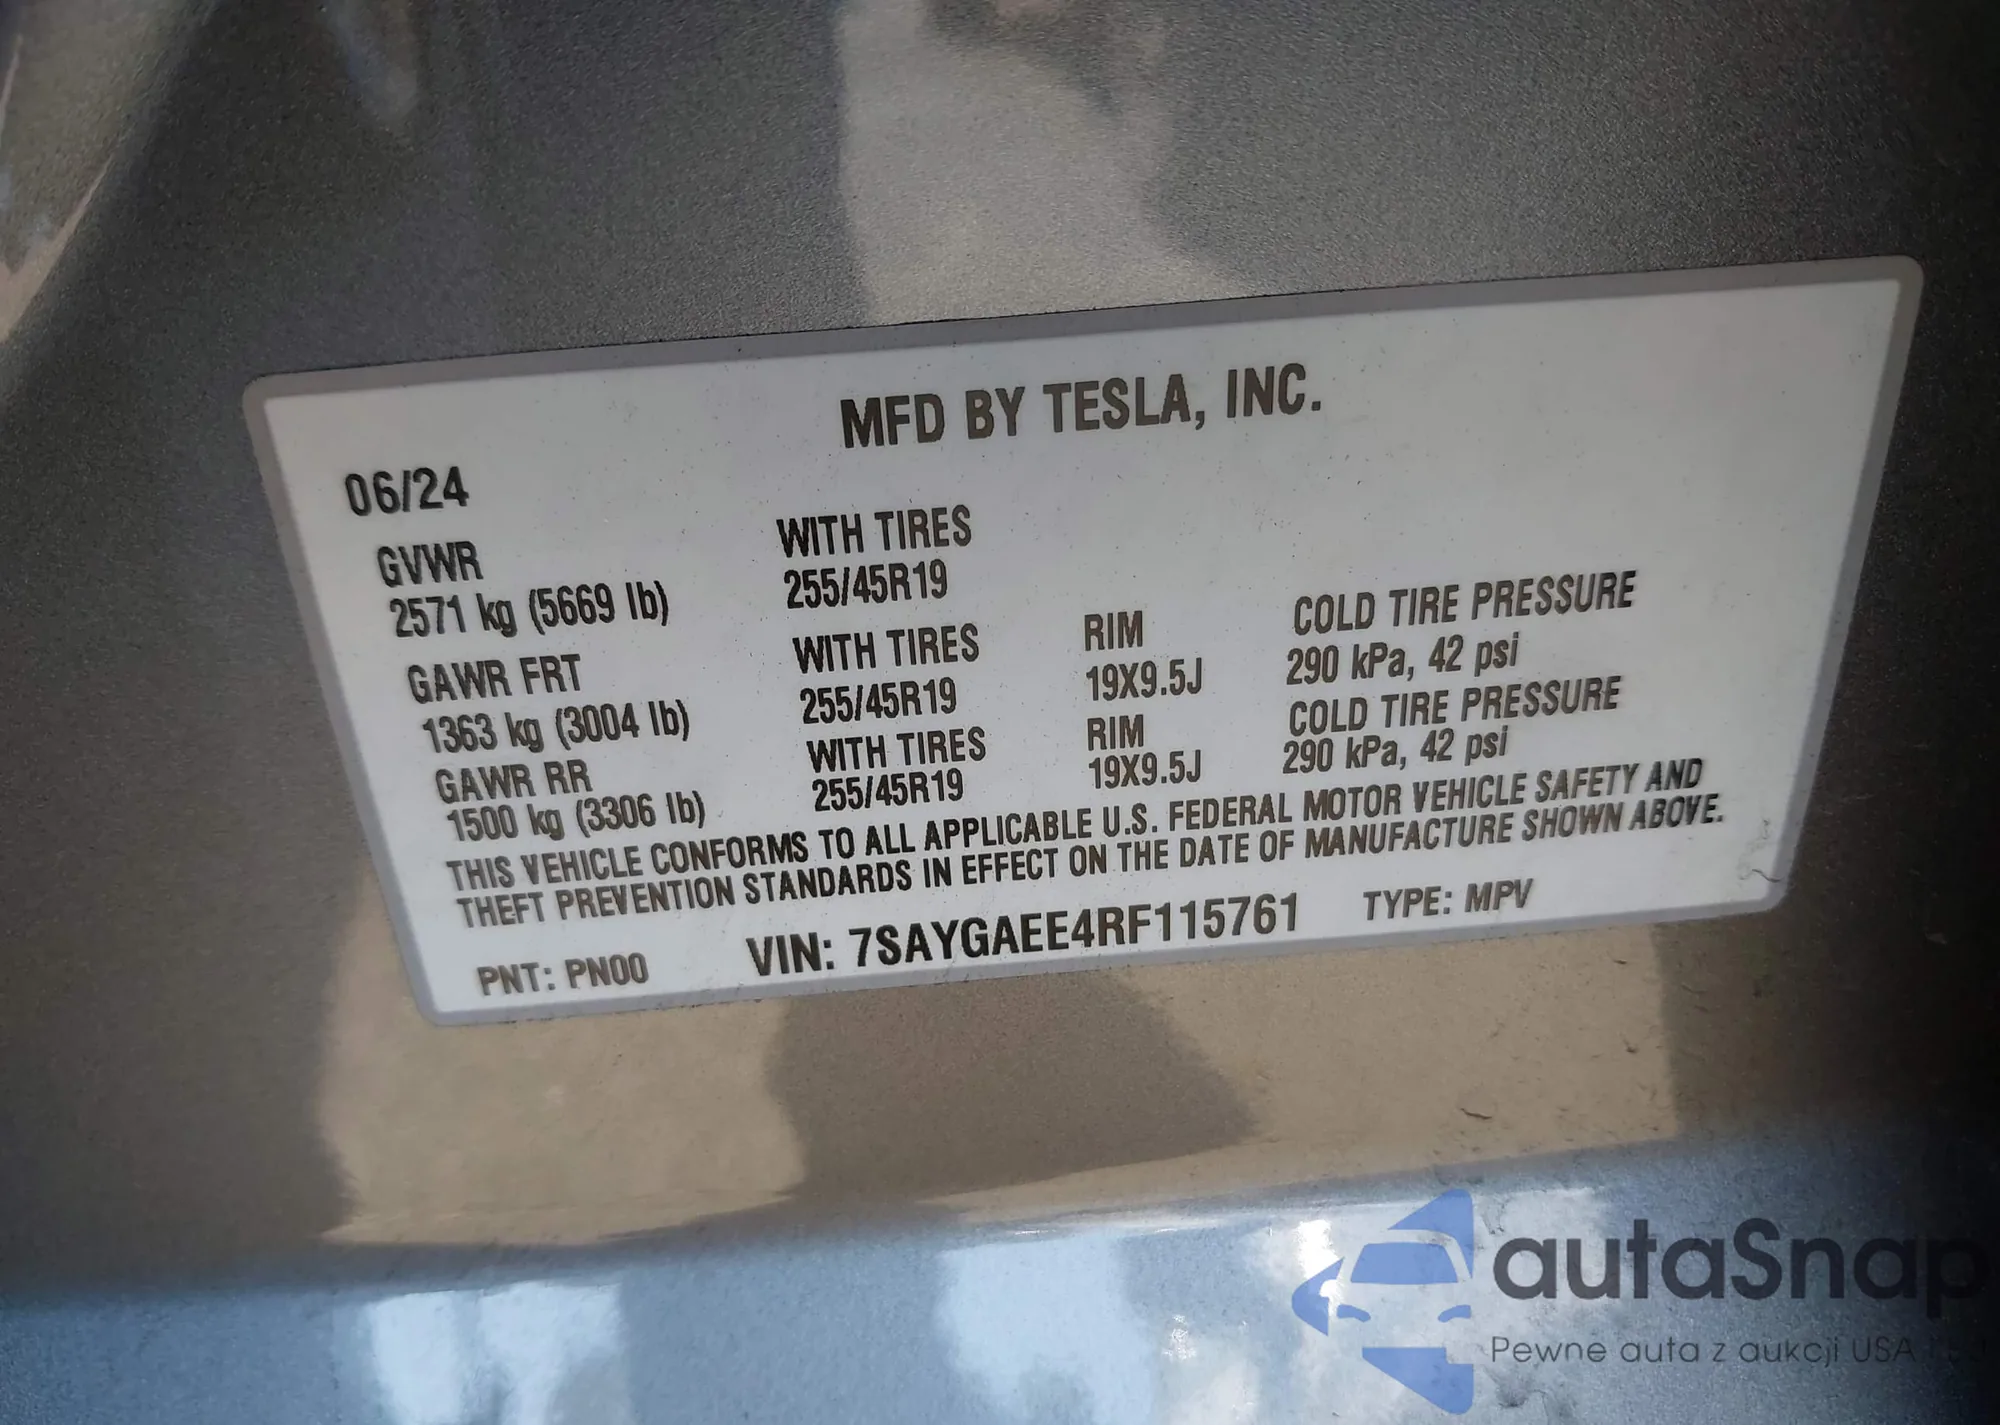 MFD BY TESLA, INC.
06/24
GVWR WITH TIRES
2571 kg (5669 lb) 255/45R19
GAWR FRT WITH TIRES RIM COLD TIRE PRESSURE
1363 kg (3004 lb) 255/45R19 19X9.5J 290 kPa, 42 psi
GAWR RR WITH TIRES RIM COLD TIRE PRESSURE
1500 kg (3306 lb) 255/45R19 19X9.5J 290 kPa, 42 psi
THIS VEHICLE CONFORMS TO ALL APPLICABLE U.S. FEDERAL MOTOR VEHICLE SAFETY AND
THEFT PREVENTION STANDARDS IN EFFECT ON THE DATE OF MANUFACTURE SHOWN ABOVE.
PNT: PN00 VIN: 7SAYGAEE4RF115761 TYPE: MPV
autaSnap
Pewne auta z aukcji USA